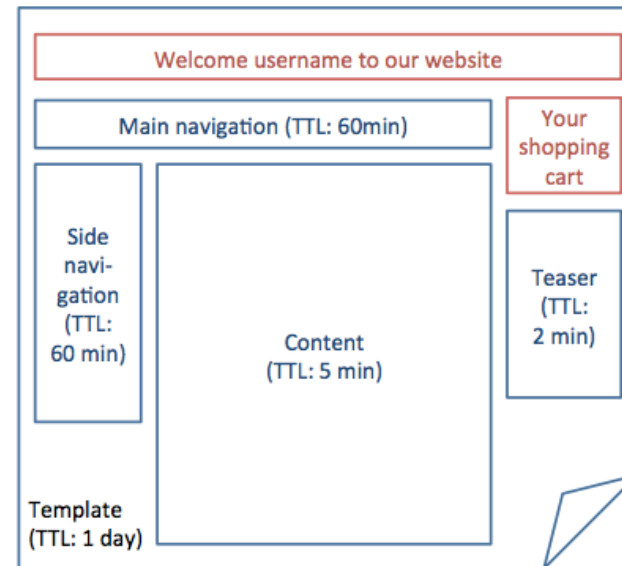 Welcome username to our website
Main navigation (TTL: 60min)
Your
shopping
cart
Side
navi-
gation
(TTL:
60 min)
Content
(TTL: 5 min)
Teaser
(TTL:
2 min)
Template
(TTL: 1 day)